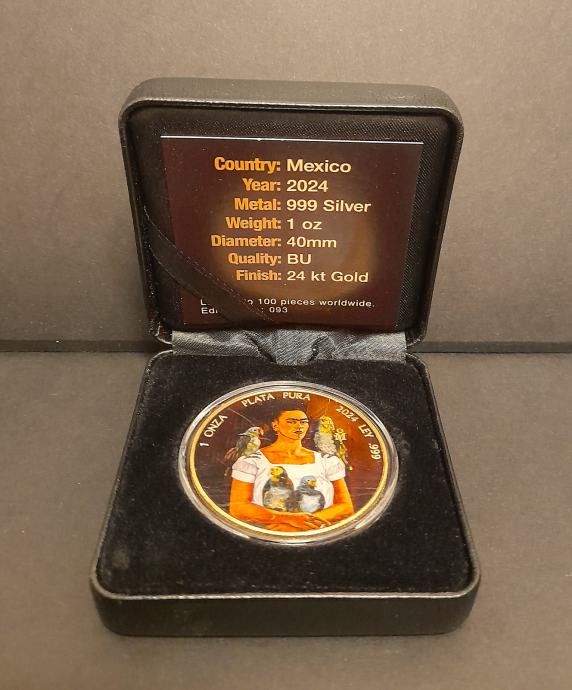 Country: Mexico
Year: 2024
Metal: 999 Silver
Weight: 1 oz
Diameter: 40mm
Quality: BU
Finish: 24 kt Gold
to 100 pieces worldwide.
093
1 ONZA PLATA PURA 2024 LEY .999